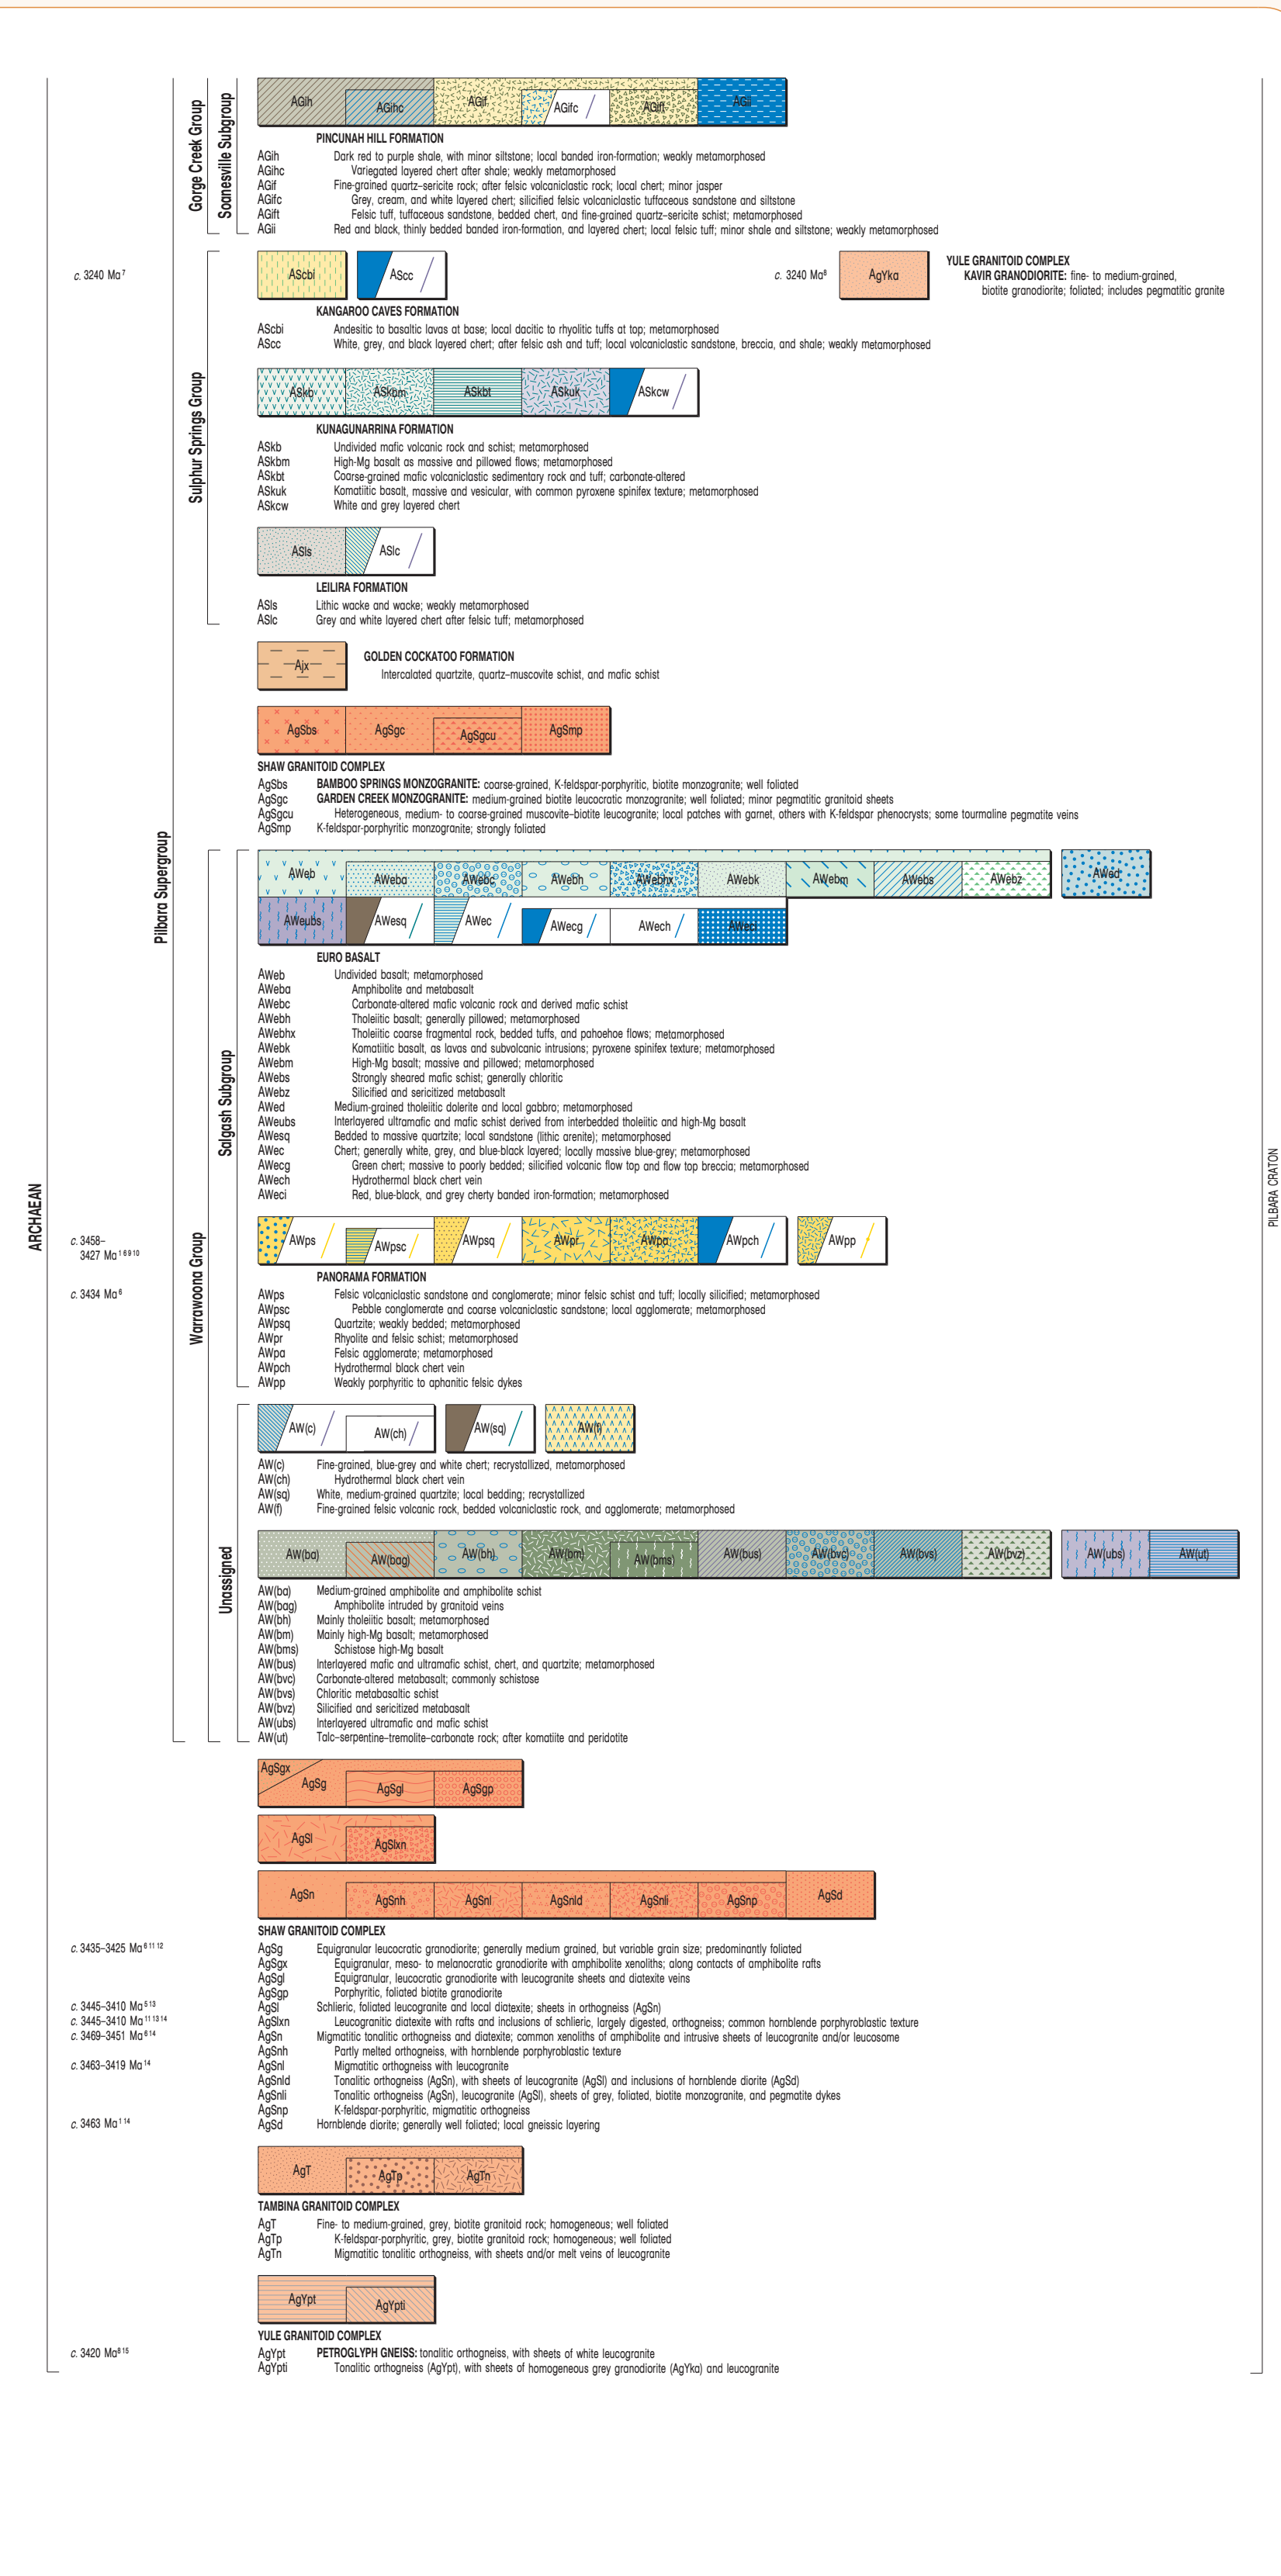 ARCHAEAN
PILBARA CRATON
Pilbara Supergroup
Gorge Creek Group
Soanesville Subgroup
AGih AGihc AGif AGifc AGift AGii
PINCUNAH HILL FORMATION
AGih Dark red to purple shale, with minor siltstone; local banded iron-formation; weakly metamorphosed
AGihc Variegated layered chert after shale; weakly metamorphosed
AGif Fine-grained quartz–sericite rock; after felsic volcaniclastic rock; local chert; minor jasper
AGifc Grey, cream, and white layered chert; silicified felsic volcaniclastic tuffaceous sandstone and siltstone
AGift Felsic tuff, tuffaceous sandstone, bedded chert, and fine-grained quartz–sericite schist; metamorphosed
AGii Red and black, thinly bedded banded iron-formation, and layered chert; local felsic tuff; minor shale and siltstone; weakly metamorphosed
Sulphur Springs Group
c. 3240 Ma⁷ AScbi AScc c. 3240 Ma⁸ AgYka
YULE GRANITOID COMPLEX
KAVIR GRANODIORITE: fine- to medium-grained,
biotite granodiorite; foliated; includes pegmatitic granite
KANGAROO CAVES FORMATION
AScbi Andesitic to basaltic lavas at base; local dacitic to rhyolitic tuffs at top; metamorphosed
AScc White, grey, and black layered chert; after felsic ash and tuff; local volcaniclastic sandstone, breccia, and shale; weakly metamorphosed
ASkb ASkbm ASkbt ASkuk ASkcw
KUNAGUNARRINA FORMATION
ASkb Undivided mafic volcanic rock and schist; metamorphosed
ASkbm High-Mg basalt as massive and pillowed flows; metamorphosed
ASkbt Coarse-grained mafic volcaniclastic sedimentary rock and tuff; carbonate-altered
ASkuk Komatiitic basalt, massive and vesicular, with common pyroxene spinifex texture; metamorphosed
ASkcw White and grey layered chert
ASls ASlc
LEILIRA FORMATION
ASls Lithic wacke and wacke; weakly metamorphosed
ASlc Grey and white layered chert after felsic tuff; metamorphosed
Ajx GOLDEN COCKATOO FORMATION
Intercalated quartzite, quartz–muscovite schist, and mafic schist
AgSbs AgSgc AgSgcu AgSmp
SHAW GRANITOID COMPLEX
AgSbs BAMBOO SPRINGS MONZOGRANITE: coarse-grained, K-feldspar-porphyritic, biotite monzogranite; well foliated
AgSgc GARDEN CREEK MONZOGRANITE: medium-grained biotite leucocratic monzogranite; well foliated; minor pegmatitic granitoid sheets
AgSgcu Heterogeneous, medium- to coarse-grained muscovite–biotite leucogranite; local patches with garnet, others with K-feldspar phenocrysts; some tourmaline pegmatite veins
AgSmp K-feldspar-porphyritic monzogranite; strongly foliated
Warrawoona Group
Salgash Subgroup
AWeb AWeba AWebc AWebh AWebhx AWebk AWebm AWebs AWebz AWed
AWeubs AWesq AWec AWecg AWech AWeci
EURO BASALT
AWeb Undivided basalt; metamorphosed
AWeba Amphibolite and metabasalt
AWebc Carbonate-altered mafic volcanic rock and derived mafic schist
AWebh Tholeiitic basalt; generally pillowed; metamorphosed
AWebhx Tholeiitic coarse fragmental rock, bedded tuffs, and pahoehoe flows; metamorphosed
AWebk Komatiitic basalt, as lavas and subvolcanic intrusions; pyroxene spinifex texture; metamorphosed
AWebm High-Mg basalt; massive and pillowed; metamorphosed
AWebs Strongly sheared mafic schist; generally chloritic
AWebz Silicified and sericitized metabasalt
AWed Medium-grained tholeiitic dolerite and local gabbro; metamorphosed
AWeubs Interlayered ultramafic and mafic schist derived from interbedded tholeiitic and high-Mg basalt
AWesq Bedded to massive quartzite; local sandstone (lithic arenite); metamorphosed
AWec Chert; generally white, grey, and blue-black layered; locally massive blue-grey; metamorphosed
AWecg Green chert; massive to poorly bedded; silicified volcanic flow top and flow top breccia; metamorphosed
AWech Hydrothermal black chert vein
AWeci Red, blue-black, and grey cherty banded iron-formation; metamorphosed
c. 3458–
3427 Ma ¹ ⁶ ⁹ ¹⁰
AWps AWpsc AWpsq AWpr AWpa AWpch AWpp
PANORAMA FORMATION
c. 3434 Ma ⁶ AWps Felsic volcaniclastic sandstone and conglomerate; minor felsic schist and tuff; locally silicified; metamorphosed
AWpsc Pebble conglomerate and coarse volcaniclastic sandstone; local agglomerate; metamorphosed
AWpsq Quartzite; weakly bedded; metamorphosed
AWpr Rhyolite and felsic schist; metamorphosed
AWpa Felsic agglomerate; metamorphosed
AWpch Hydrothermal black chert vein
AWpp Weakly porphyritic to aphanitic felsic dykes
Unassigned
AW(c) AW(ch) AW(sq) AW(f)
AW(c) Fine-grained, blue-grey and white chert; recrystallized, metamorphosed
AW(ch) Hydrothermal black chert vein
AW(sq) White, medium-grained quartzite; local bedding; recrystallized
AW(f) Fine-grained felsic volcanic rock, bedded volcaniclastic rock, and agglomerate; metamorphosed
AW(ba) AW(bag) AW(bh) AW(bm) AW(bms) AW(bus) AW(bvc) AW(bvs) AW(bvz) AW(ubs) AW(ut)
AW(ba) Medium-grained amphibolite and amphibolite schist
AW(bag) Amphibolite intruded by granitoid veins
AW(bh) Mainly tholeiitic basalt; metamorphosed
AW(bm) Mainly high-Mg basalt; metamorphosed
AW(bms) Schistose high-Mg basalt
AW(bus) Interlayered mafic and ultramafic schist, chert, and quartzite; metamorphosed
AW(bvc) Carbonate-altered metabasalt; commonly schistose
AW(bvs) Chloritic metabasaltic schist
AW(bvz) Silicified and sericitized metabasalt
AW(ubs) Interlayered ultramafic and mafic schist
AW(ut) Talc–serpentine–tremolite–carbonate rock; after komatiite and peridotite
AgSgx AgSg AgSgl AgSgp
AgSl AgSlxn
AgSn AgSnh AgSnl AgSnld AgSnli AgSnp AgSd
SHAW GRANITOID COMPLEX
c. 3435–3425 Ma ⁶ ¹¹ ¹² AgSg Equigranular leucocratic granodiorite; generally medium grained, but variable grain size; predominantly foliated
AgSgx Equigranular, meso- to melanocratic granodiorite with amphibolite xenoliths; along contacts of amphibolite rafts
AgSgl Equigranular, leucocratic granodiorite with leucogranite sheets and diatexite veins
AgSgp Porphyritic, foliated biotite granodiorite
c. 3445–3410 Ma ⁵ ¹³ AgSl Schlieric, foliated leucogranite and local diatexite; sheets in orthogneiss (AgSn)
c. 3445–3410 Ma ¹¹ ¹³ ¹⁴ AgSlxn Leucogranitic diatexite with rafts and inclusions of schlieric, largely digested, orthogneiss; common hornblende porphyroblastic texture
c. 3469–3451 Ma ⁶ ¹⁴ AgSn Migmatitic tonalitic orthogneiss and diatexite; common xenoliths of amphibolite and intrusive sheets of leucogranite and/or leucosome
AgSnh Partly melted orthogneiss, with hornblende porphyroblastic texture
c. 3463–3419 Ma ¹⁴ AgSnl Migmatitic orthogneiss with leucogranite
AgSnld Tonalitic orthogneiss (AgSn), with sheets of leucogranite (AgSl) and inclusions of hornblende diorite (AgSd)
AgSnli Tonalitic orthogneiss (AgSn), leucogranite (AgSl), sheets of grey, foliated, biotite monzogranite, and pegmatite dykes
AgSnp K-feldspar-porphyritic, migmatitic orthogneiss
c. 3463 Ma ¹ ¹⁴ AgSd Hornblende diorite; generally well foliated; local gneissic layering
AgT AgTp AgTn
TAMBINA GRANITOID COMPLEX
AgT Fine- to medium-grained, grey, biotite granitoid rock; homogeneous; well foliated
AgTp K-feldspar-porphyritic, grey, biotite granitoid rock; homogeneous; well foliated
AgTn Migmatitic tonalitic orthogneiss, with sheets and/or melt veins of leucogranite
AgYpt AgYpti
YULE GRANITOID COMPLEX
c. 3420 Ma⁸ ¹⁵ AgYpt PETROGLYPH GNEISS: tonalitic orthogneiss, with sheets of white leucogranite
AgYpti Tonalitic orthogneiss (AgYpt), with sheets of homogeneous grey granodiorite (AgYka) and leucogranite